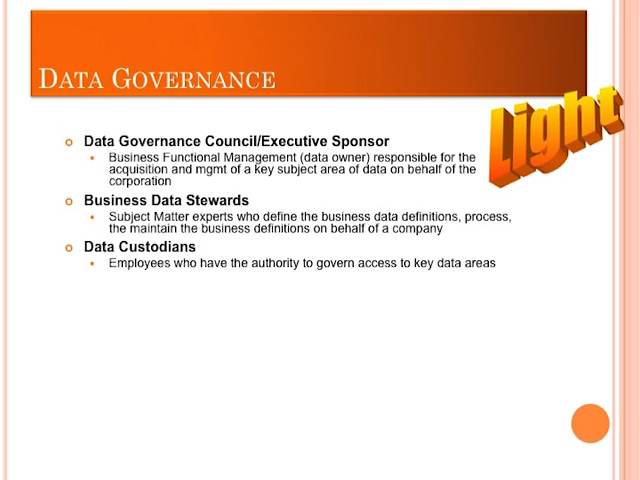 DATA GOVERNANCE
Light
Data Governance Council/Executive Sponsor
Business Functional Management (data owner) responsible for the
acquisition and mgmt of a key subject area of data on behalf of the
corporation
Business Data Stewards
Subject Matter experts who define the business data definitions, process,
the maintain the business definitions on behalf of a company
Data Custodians
Employees who have the authority to govern access to key data areas